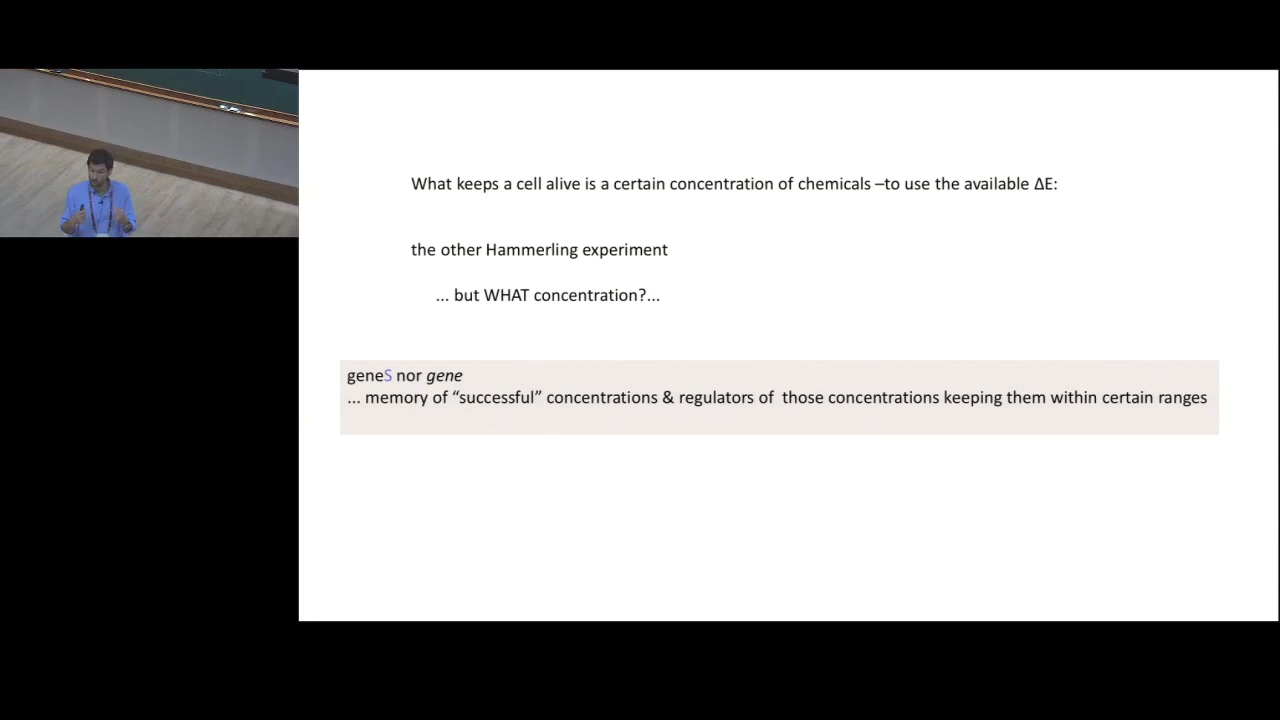 What keeps a cell alive is a certain concentration of chemicals –to use the available ΔE:
the other Hammerling experiment
... but WHAT concentration?...
geneS nor gene
... memory of “successful” concentrations & regulators of  those concentrations keeping them within certain ranges